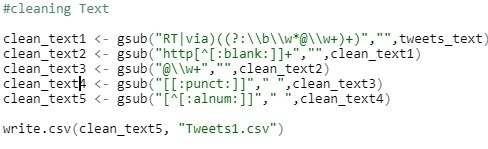 #cleaning Text
clean_text1 <- gsub("RT|via)((?:\\b\\w*@\\w+)+)","",tweets_text)
clean_text2 <- gsub("http[^[:blank:]]+","",clean_text1)
clean_text3 <- gsub("@\\w+","",clean_text2)
clean_text4 <- gsub("[[:punct:]]"," ",clean_text3)
clean_text5 <- gsub("[^[:alnum:]]"," ",clean_text4)
write.csv(clean_text5, "Tweets1.csv")